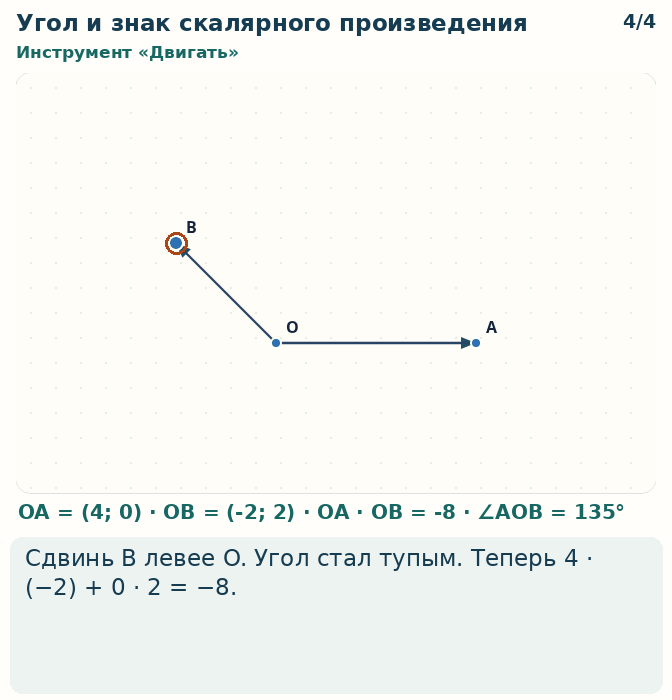 Угол и знак скалярного произведения 4/4
Инструмент «Двигать»
B
O
A
OA = (4; 0) · OB = (-2; 2) · OA · OB = -8 · ∠AOB = 135°
Сдвинь B левее O. Угол стал тупым. Теперь 4 ·
(−2) + 0 · 2 = −8.